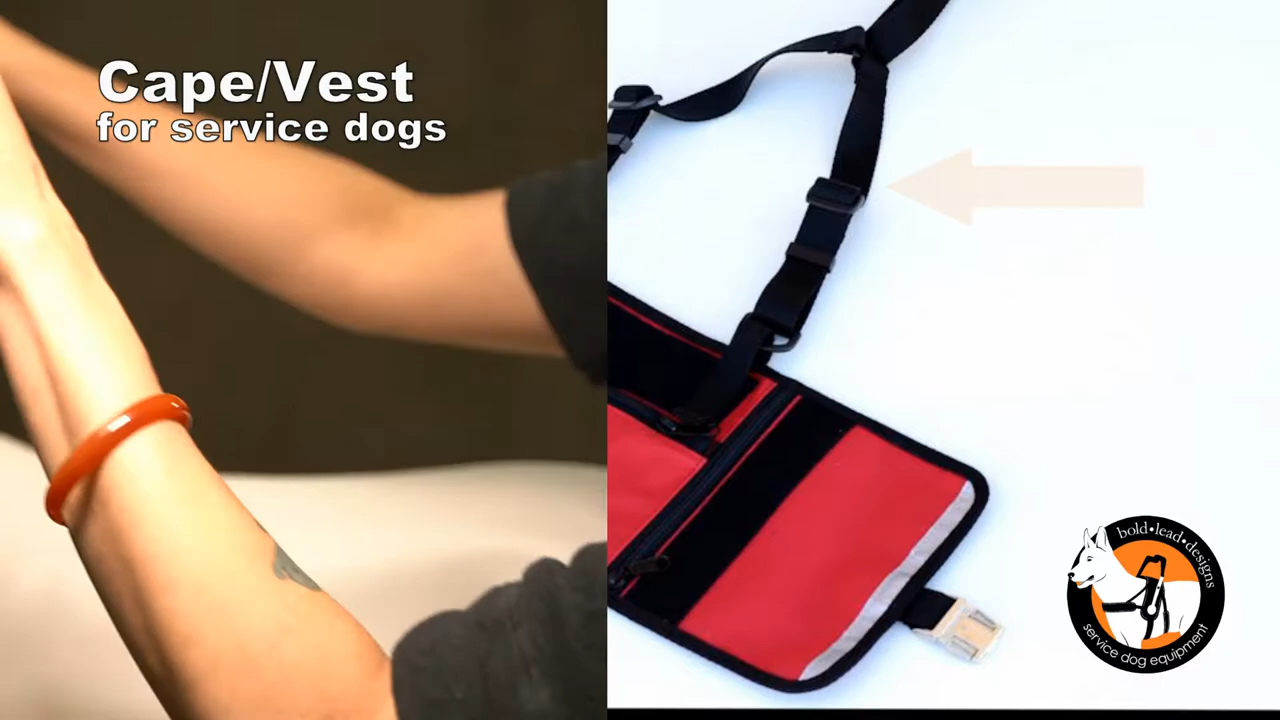 Cape/Vest
for service dogs
bold•lead•designs
service dog equipment